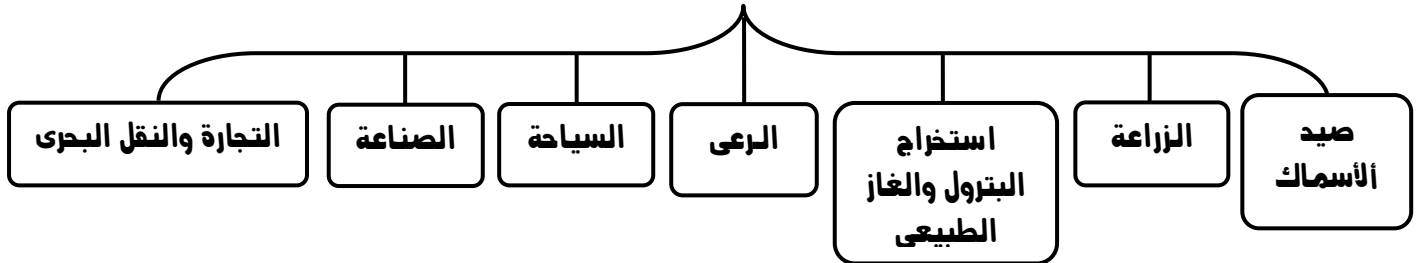 صيد
ألأسماك
الزراعة
استخراج
البترول والغاز
الطبيعى
الرعى
السياحة
الصناعة
التجارة والنقل البحرى